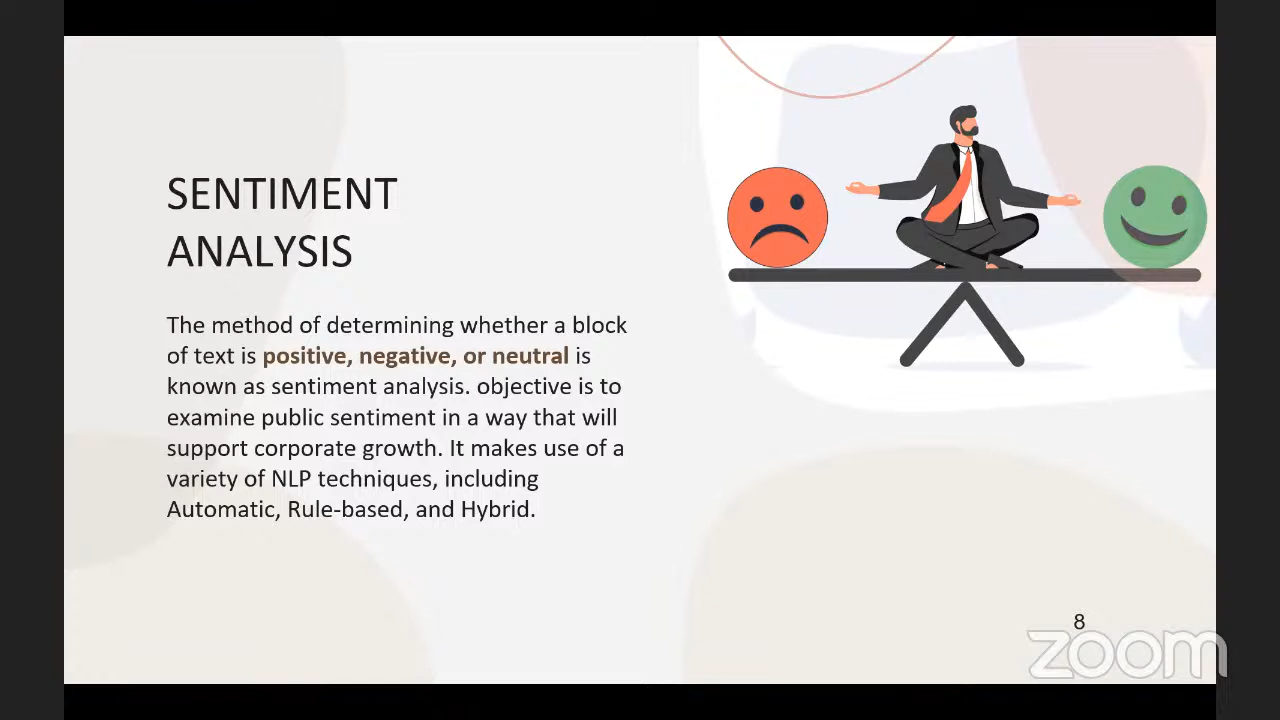 SENTIMENT
ANALYSIS
The method of determining whether a block
of text is positive, negative, or neutral is
known as sentiment analysis. objective is to
examine public sentiment in a way that will
support corporate growth. It makes use of a
variety of NLP techniques, including
Automatic, Rule-based, and Hybrid.
8
zoom